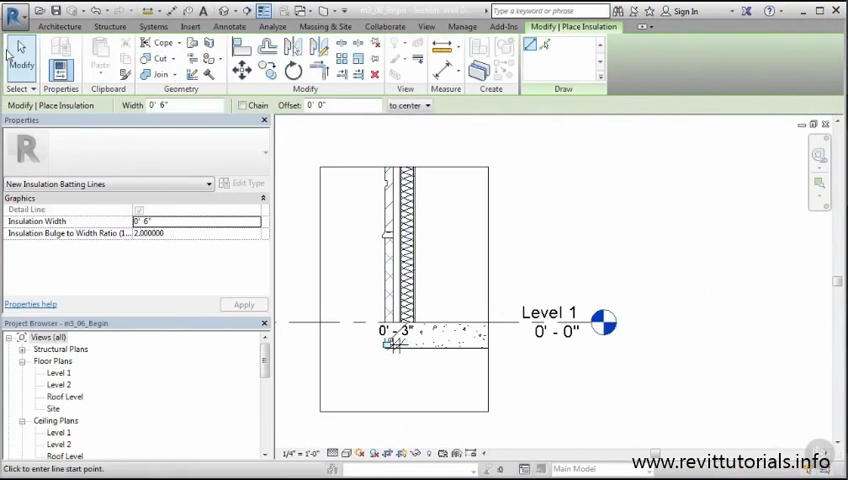 m3_06_Begin
Type a keyword or phrase
Sign In
Architecture Structure Systems Insert Annotate Analyze Massing & Site Collaborate View Manage Add-Ins Modify | Place Insulation
Modify
Paste
Cope
Cut
Join
Select Properties Clipboard Geometry Modify View Measure Create Draw
Modify | Place Insulation Width 0' 6" Chain Offset: 0' 0" to center
Properties
New Insulation Batting Lines Edit Type
Graphics
Detail Line
Insulation Width 0' 6"
Insulation Bulge to Width Ratio (1... 2.000000
Properties help Apply
Level 1
0' - 3"
0' - 0"
Project Browser - m3_06_Begin
Views (all)
Structural Plans
Floor Plans
Level 1
Level 2
Roof Level
Site
Ceiling Plans
Level 1
Level 2
Roof Level
1/4" = 1'-0"
Click to enter line start point.
:0
Main Model
www.revittutorials.info